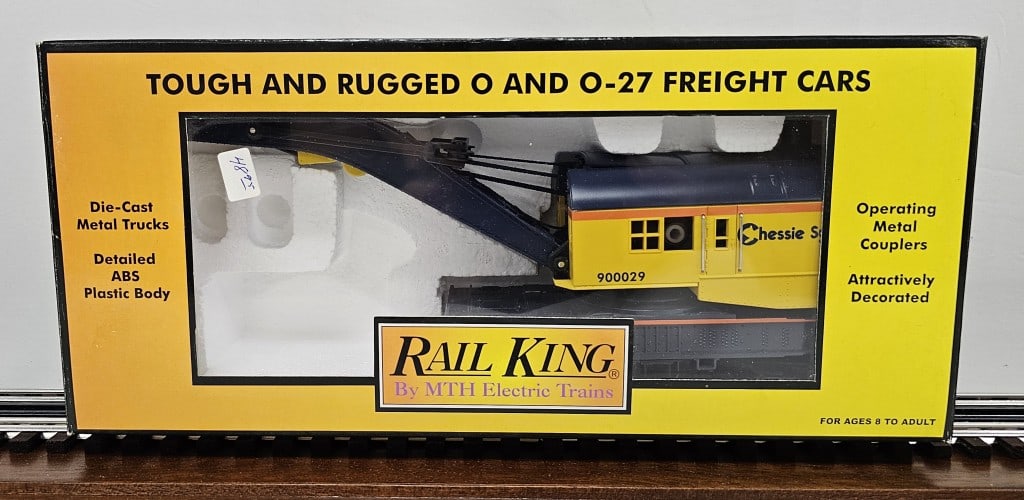 TOUGH AND RUGGED O AND O-27 FREIGHT CARS
Die-Cast
Metal Trucks
Detailed
ABS
Plastic Body
900029
Chessie S
Operating
Metal
Couplers
Attractively
Decorated
RAIL KING®
By MTH Electric Trains
FOR AGES 8 TO ADULT